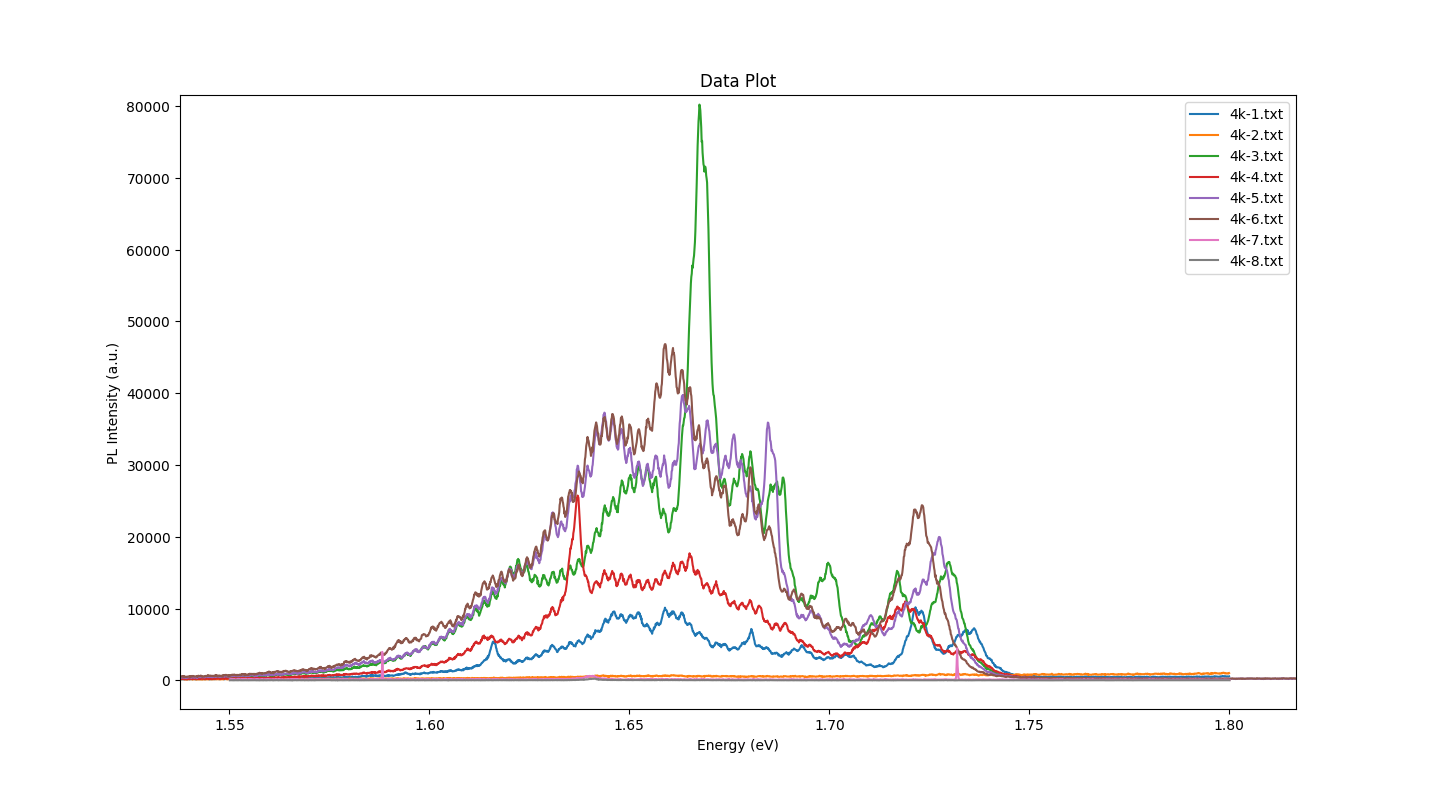 Data Plot
PL Intensity (a.u.)
80000
70000
60000
50000
40000
30000
20000
10000
0
1.55
1.60
1.65
1.70
1.75
1.80
Energy (eV)
4k-1.txt
4k-2.txt
4k-3.txt
4k-4.txt
4k-5.txt
4k-6.txt
4k-7.txt
4k-8.txt